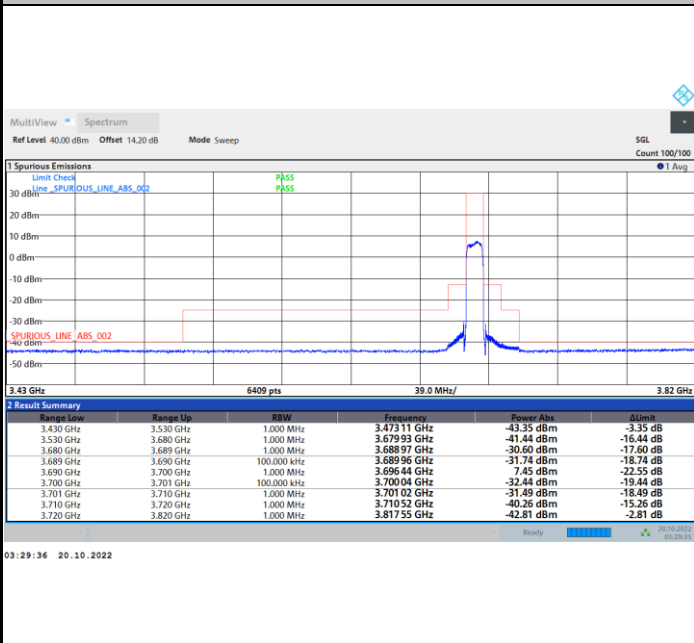 MultiView Spectrum
Ref Level 40.00 dBm Offset 14.20 dB Mode Sweep SGL
Count 100/100
1 Spurious Emissions 1 Avg
Limit Check PASS
Line _SPURIOUS_LINE_ABS_002 PASS
30 dBm
20 dBm
10 dBm
0 dBm
-10 dBm
-20 dBm
-30 dBm
_SPURIOUS_LINE_ABS_002
-40 dBm
-50 dBm
3.43 GHz 6409 pts 39.0 MHz/ 3.82 GHz
2 Result Summary
Range Low Range Up RBW Frequency Power Abs ΔLimit
3.430 GHz 3.530 GHz 1.000 MHz 3.47311 GHz -43.35 dBm -3.35 dB
3.530 GHz 3.680 GHz 1.000 MHz 3.67993 GHz -41.44 dBm -16.44 dB
3.680 GHz 3.689 GHz 1.000 MHz 3.68897 GHz -30.60 dBm -17.60 dB
3.689 GHz 3.690 GHz 100.000 kHz 3.68996 GHz -31.74 dBm -18.74 dB
3.690 GHz 3.700 GHz 1.000 MHz 3.69644 GHz 7.45 dBm -22.55 dB
3.700 GHz 3.701 GHz 100.000 kHz 3.70004 GHz -32.44 dBm -19.44 dB
3.701 GHz 3.710 GHz 1.000 MHz 3.70102 GHz -31.49 dBm -18.49 dB
3.710 GHz 3.720 GHz 1.000 MHz 3.71052 GHz -40.26 dBm -15.26 dB
3.720 GHz 3.820 GHz 1.000 MHz 3.81755 GHz -42.81 dBm -2.81 dB
Ready 20.10.2022
03:29:35
03:29:36 20.10.2022